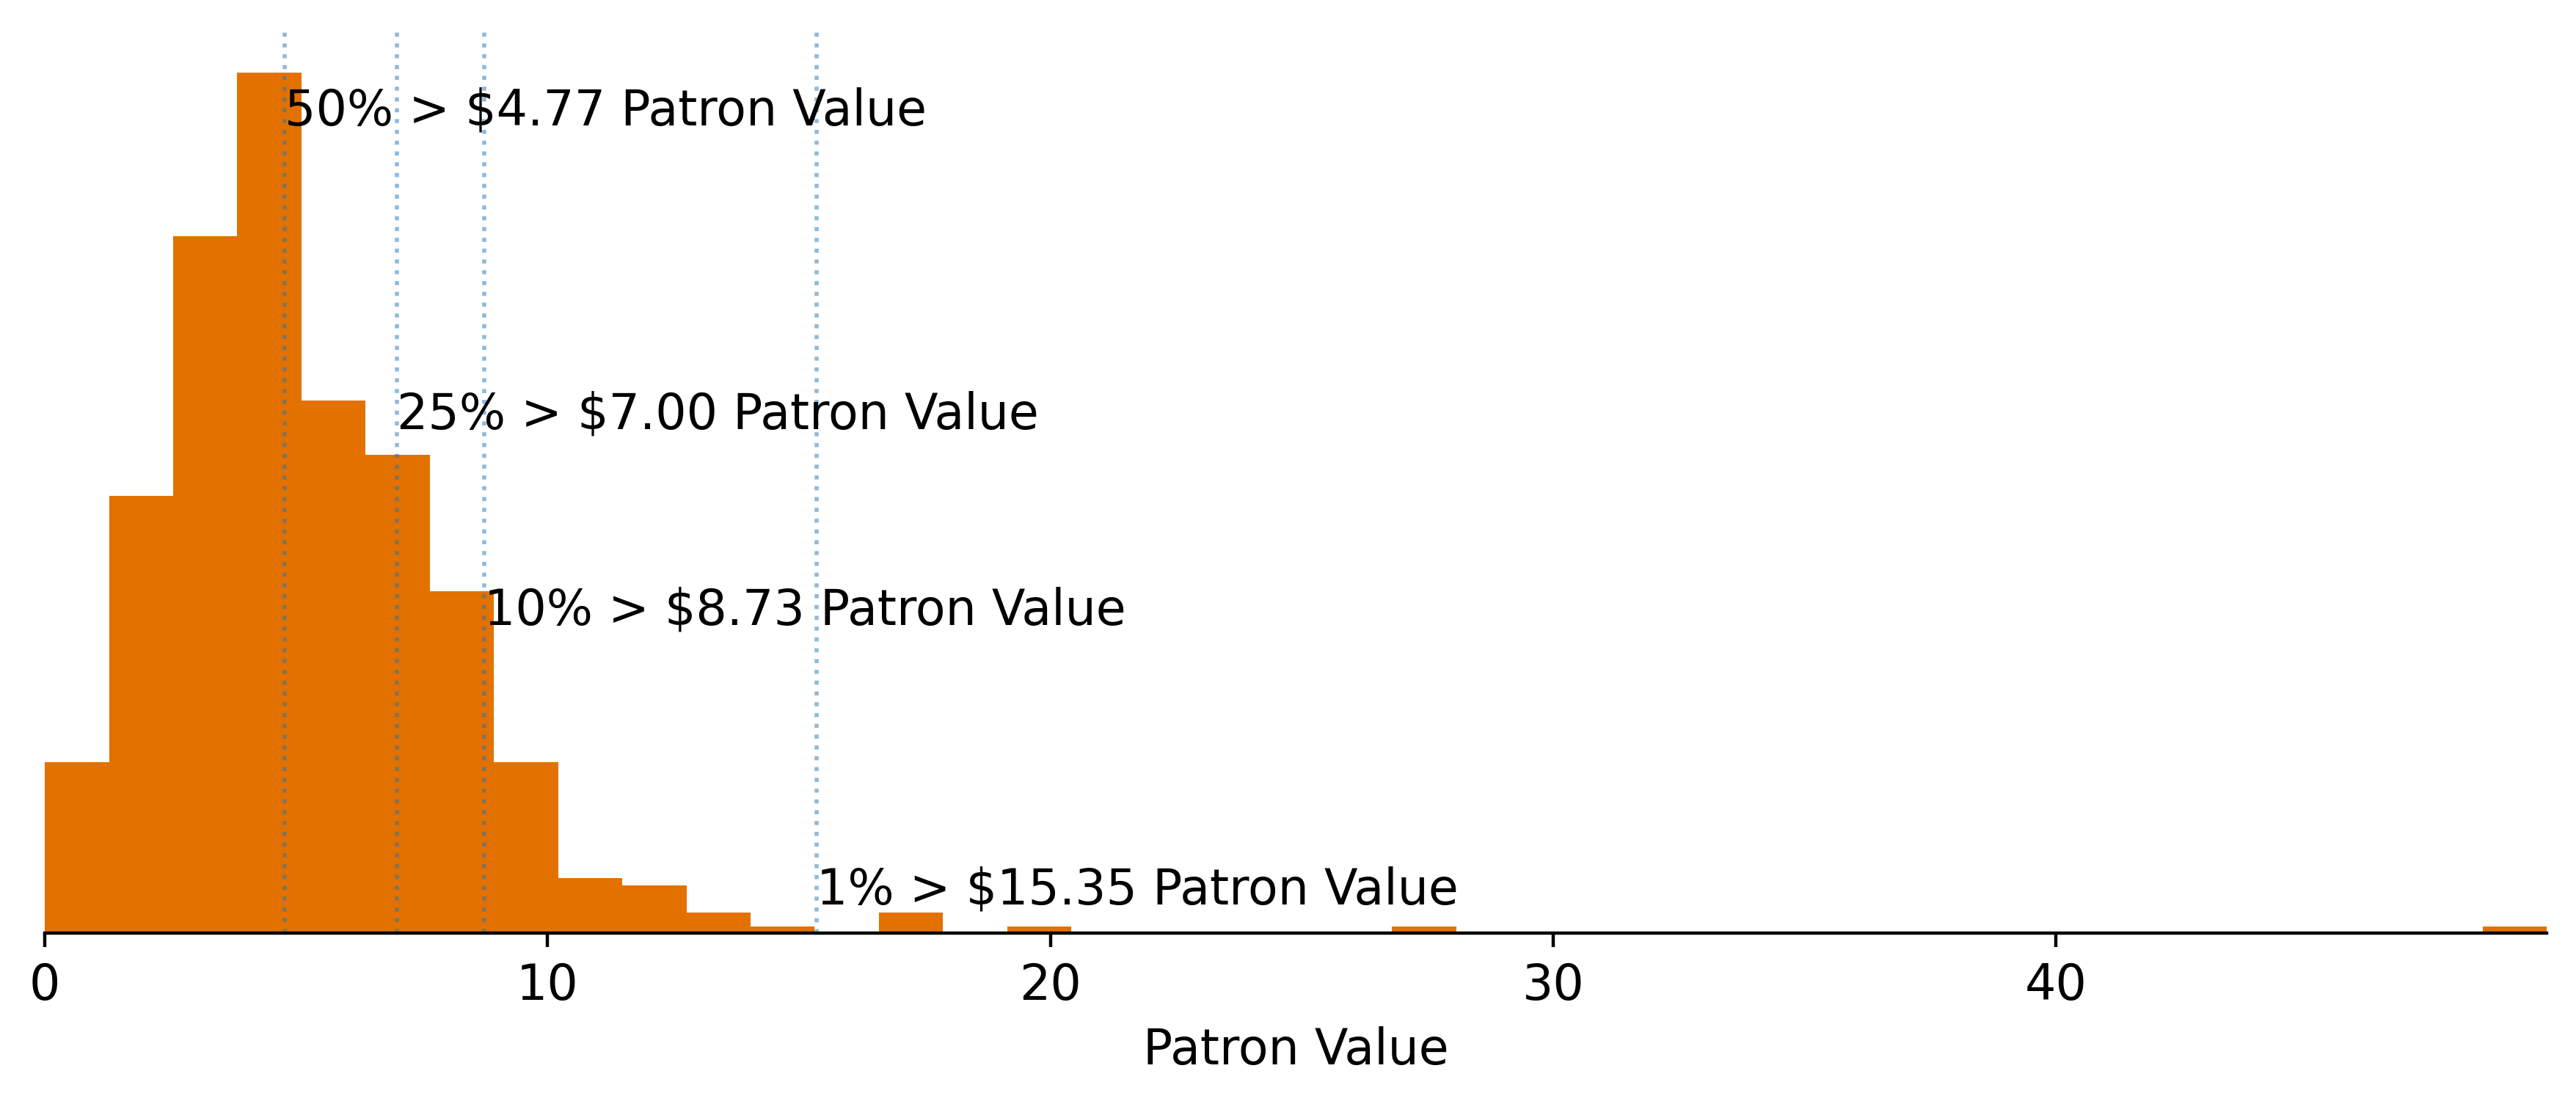 50% > $4.77 Patron Value
25% > $7.00 Patron Value
10% > $8.73 Patron Value
1% > $15.35 Patron Value
0 10 20 30 40
Patron Value